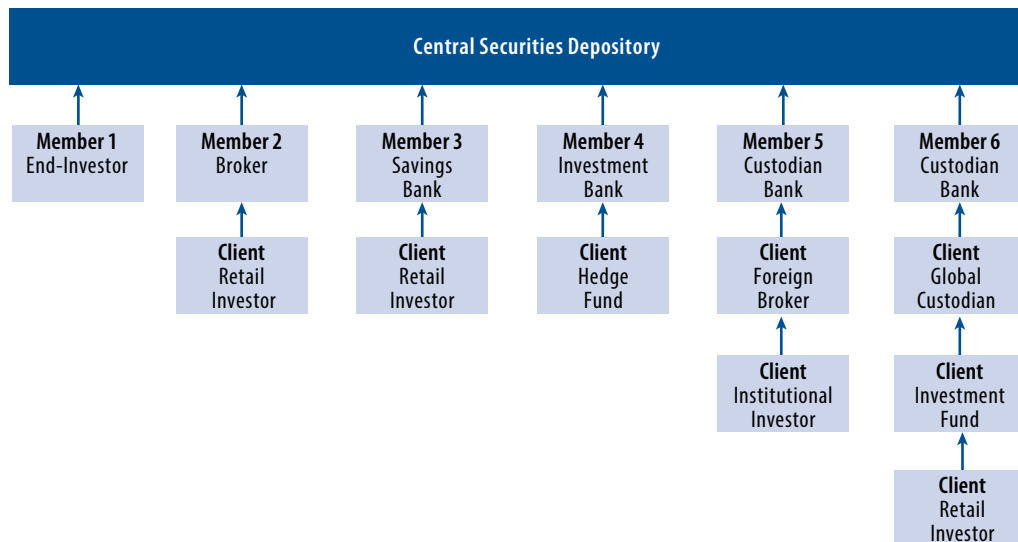 Central Securities Depository
Member 1
End-Investor
Member 2
Broker
Member 3
Savings
Bank
Member 4
Investment
Bank
Member 5
Custodian
Bank
Member 6
Custodian
Bank
Client
Retail
Investor
Client
Retail
Investor
Client
Hedge
Fund
Client
Foreign
Broker
Client
Global
Custodian
Client
Institutional
Investor
Client
Investment
Fund
Client
Retail
Investor